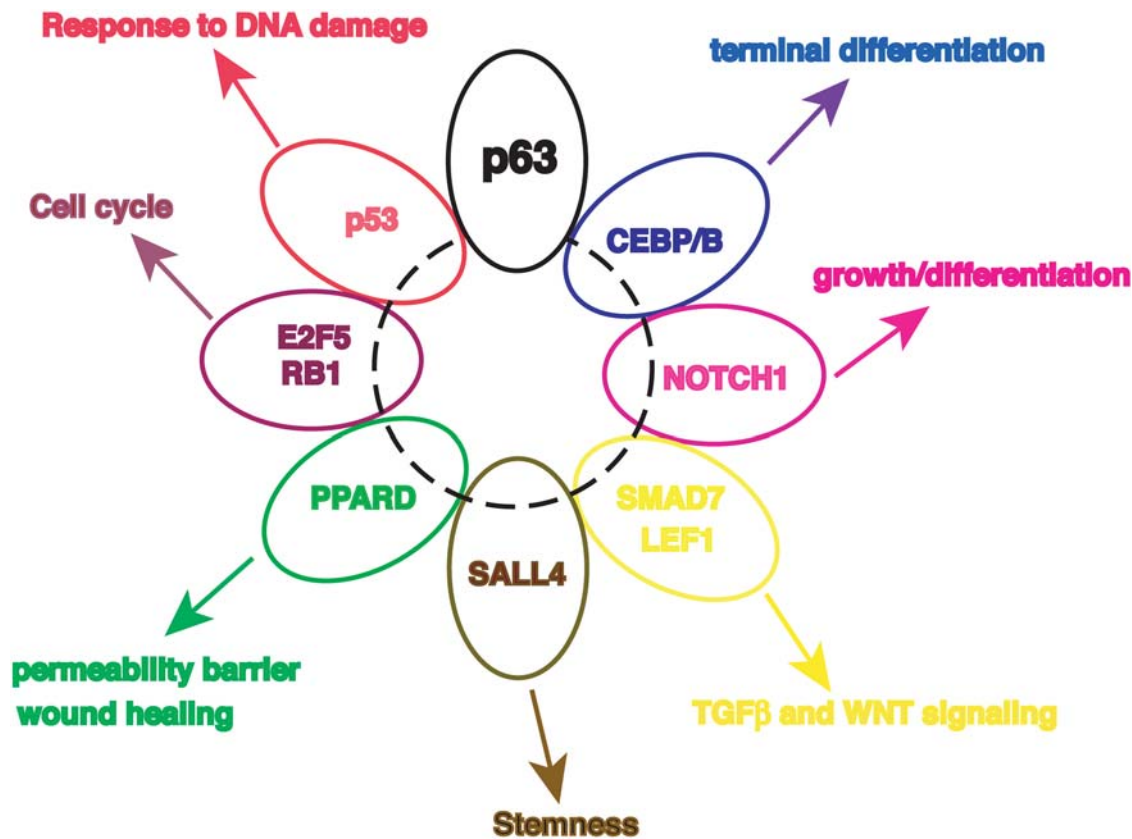 Response to DNA damage
terminal differentiation
p63
Cell cycle
p53
CEBP/B
growth/differentiation
E2F5
RB1
NOTCH1
PPARD
SMAD7
LEF1
SALL4
permeability barrier
wound healing
TGFβ and WNT signaling
Stemness